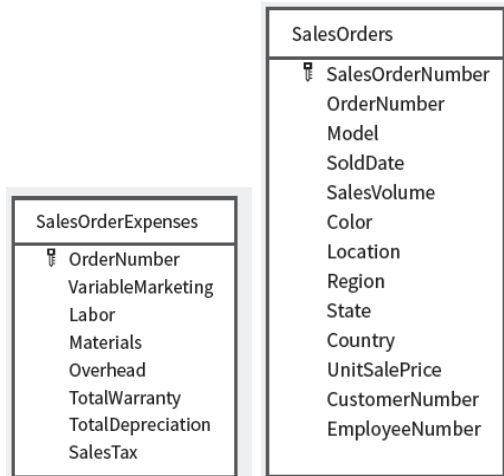 SalesOrderExpenses
OrderNumber
VariableMarketing
Labor
Materials
Overhead
TotalWarranty
TotalDepreciation
SalesTax
SalesOrders
SalesOrderNumber
OrderNumber
Model
SoldDate
SalesVolume
Color
Location
Region
State
Country
UnitSalePrice
CustomerNumber
EmployeeNumber